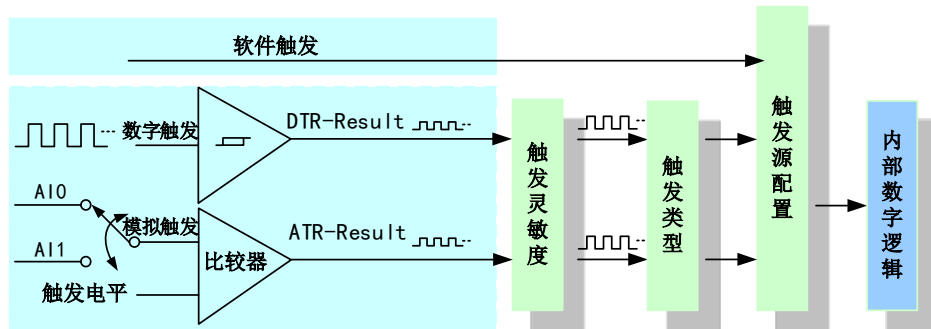 软件触发
数字触发
DTR-Result
触发灵敏度
触发类型
触发源配置
内部数字逻辑
AI0
模拟触发
ATR-Result
AI1
比较器
触发电平